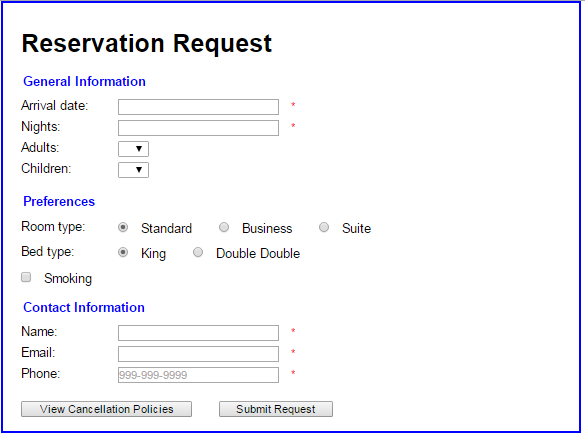 Reservation Request
General Information
Arrival date: *
Nights: *
Adults:
Children:
Preferences
Room type: Standard Business Suite
Bed type: King Double Double
Smoking
Contact Information
Name: *
Email: *
Phone: 999-999-9999 *
View Cancellation Policies Submit Request